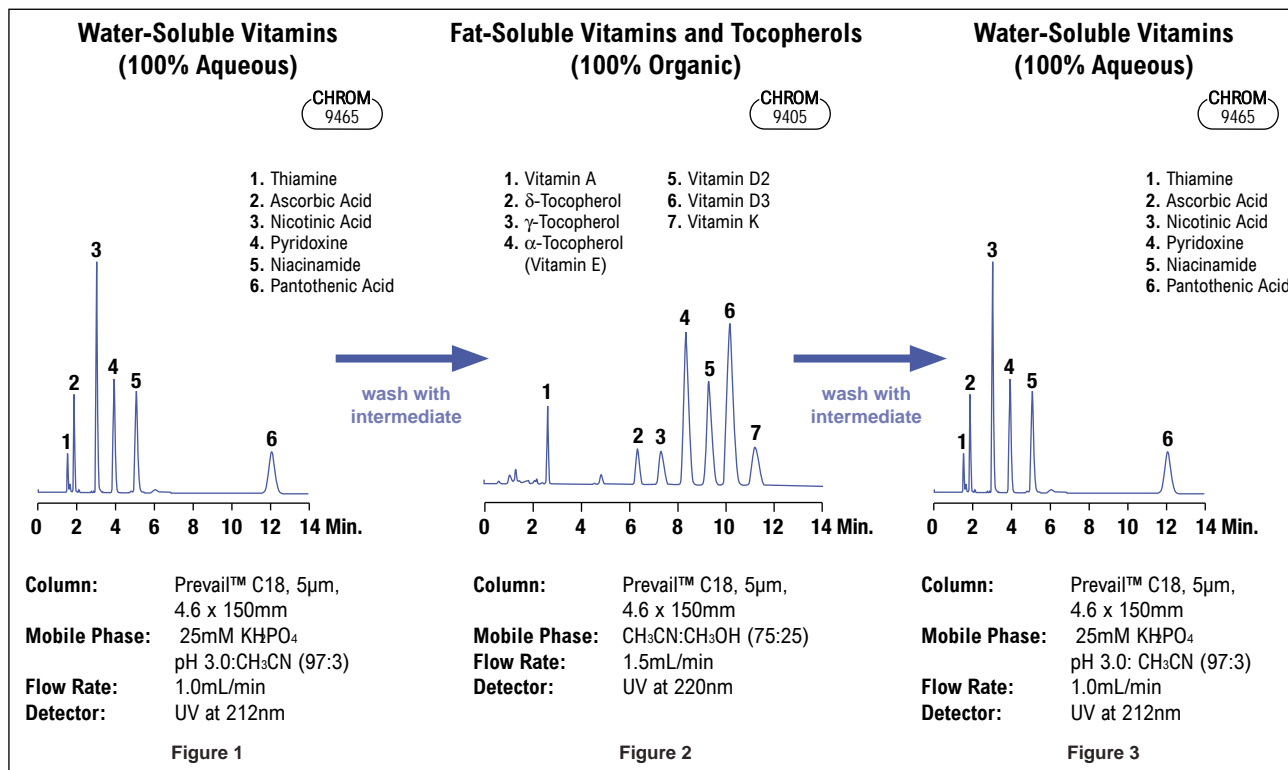 Water-Soluble Vitamins
(100% Aqueous)
CHROM
9465
1. Thiamine
2. Ascorbic Acid
3. Nicotinic Acid
4. Pyridoxine
5. Niacinamide
6. Pantothenic Acid
1
2
3
4
5
6
0 2 4 6 8 10 12 14 Min.
Column: Prevail™ C18, 5µm,
4.6 x 150mm
Mobile Phase: 25mM KH2PO4
pH 3.0:CH3CN (97:3)
Flow Rate: 1.0mL/min
Detector: UV at 212nm
Figure 1
wash with
intermediate
Fat-Soluble Vitamins and Tocopherols
(100% Organic)
CHROM
9405
1. Vitamin A
2. δ-Tocopherol
3. γ-Tocopherol
4. α-Tocopherol
(Vitamin E)
5. Vitamin D2
6. Vitamin D3
7. Vitamin K
1
2
3
4
5
6
7
0 2 4 6 8 10 12 14 Min.
Column: Prevail™ C18, 5µm,
4.6 x 150mm
Mobile Phase: CH3CN:CH3OH (75:25)
Flow Rate: 1.5mL/min
Detector: UV at 220nm
Figure 2
wash with
intermediate
Water-Soluble Vitamins
(100% Aqueous)
CHROM
9465
1. Thiamine
2. Ascorbic Acid
3. Nicotinic Acid
4. Pyridoxine
5. Niacinamide
6. Pantothenic Acid
1
2
3
4
5
6
0 2 4 6 8 10 12 14 Min.
Column: Prevail™ C18, 5µm,
4.6 x 150mm
Mobile Phase: 25mM KH2PO4
pH 3.0: CH3CN (97:3)
Flow Rate: 1.0mL/min
Detector: UV at 212nm
Figure 3